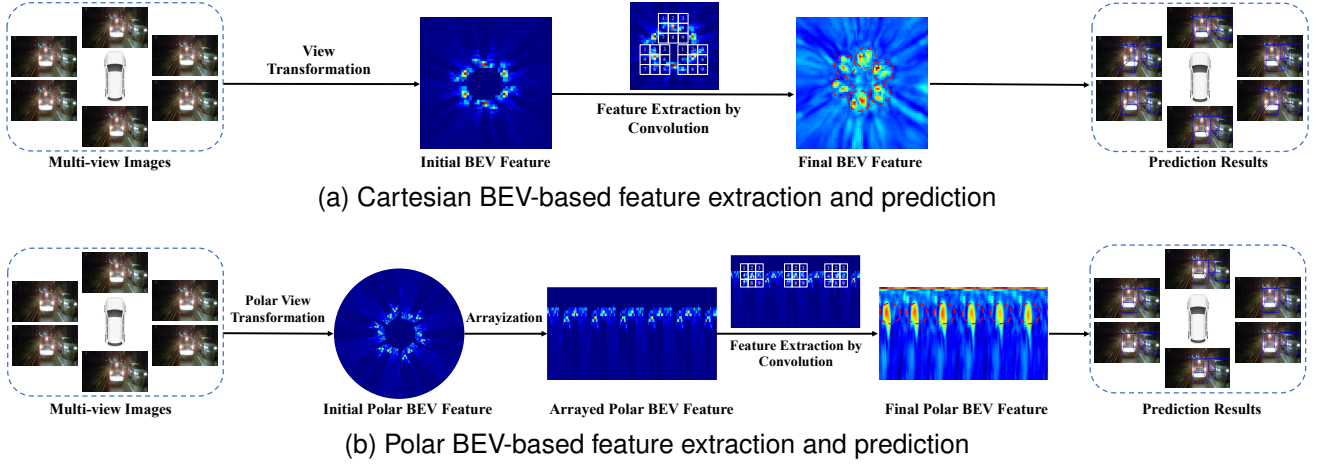 View
Transformation
Feature Extraction by
Convolution
Multi-view Images
Initial BEV Feature
Final BEV Feature
Prediction Results
(a) Cartesian BEV-based feature extraction and prediction
Polar View
Transformation
Arrayization
Feature Extraction by
Convolution
Multi-view Images
Initial Polar BEV Feature
Arrayed Polar BEV Feature
Final Polar BEV Feature
Prediction Results
(b) Polar BEV-based feature extraction and prediction